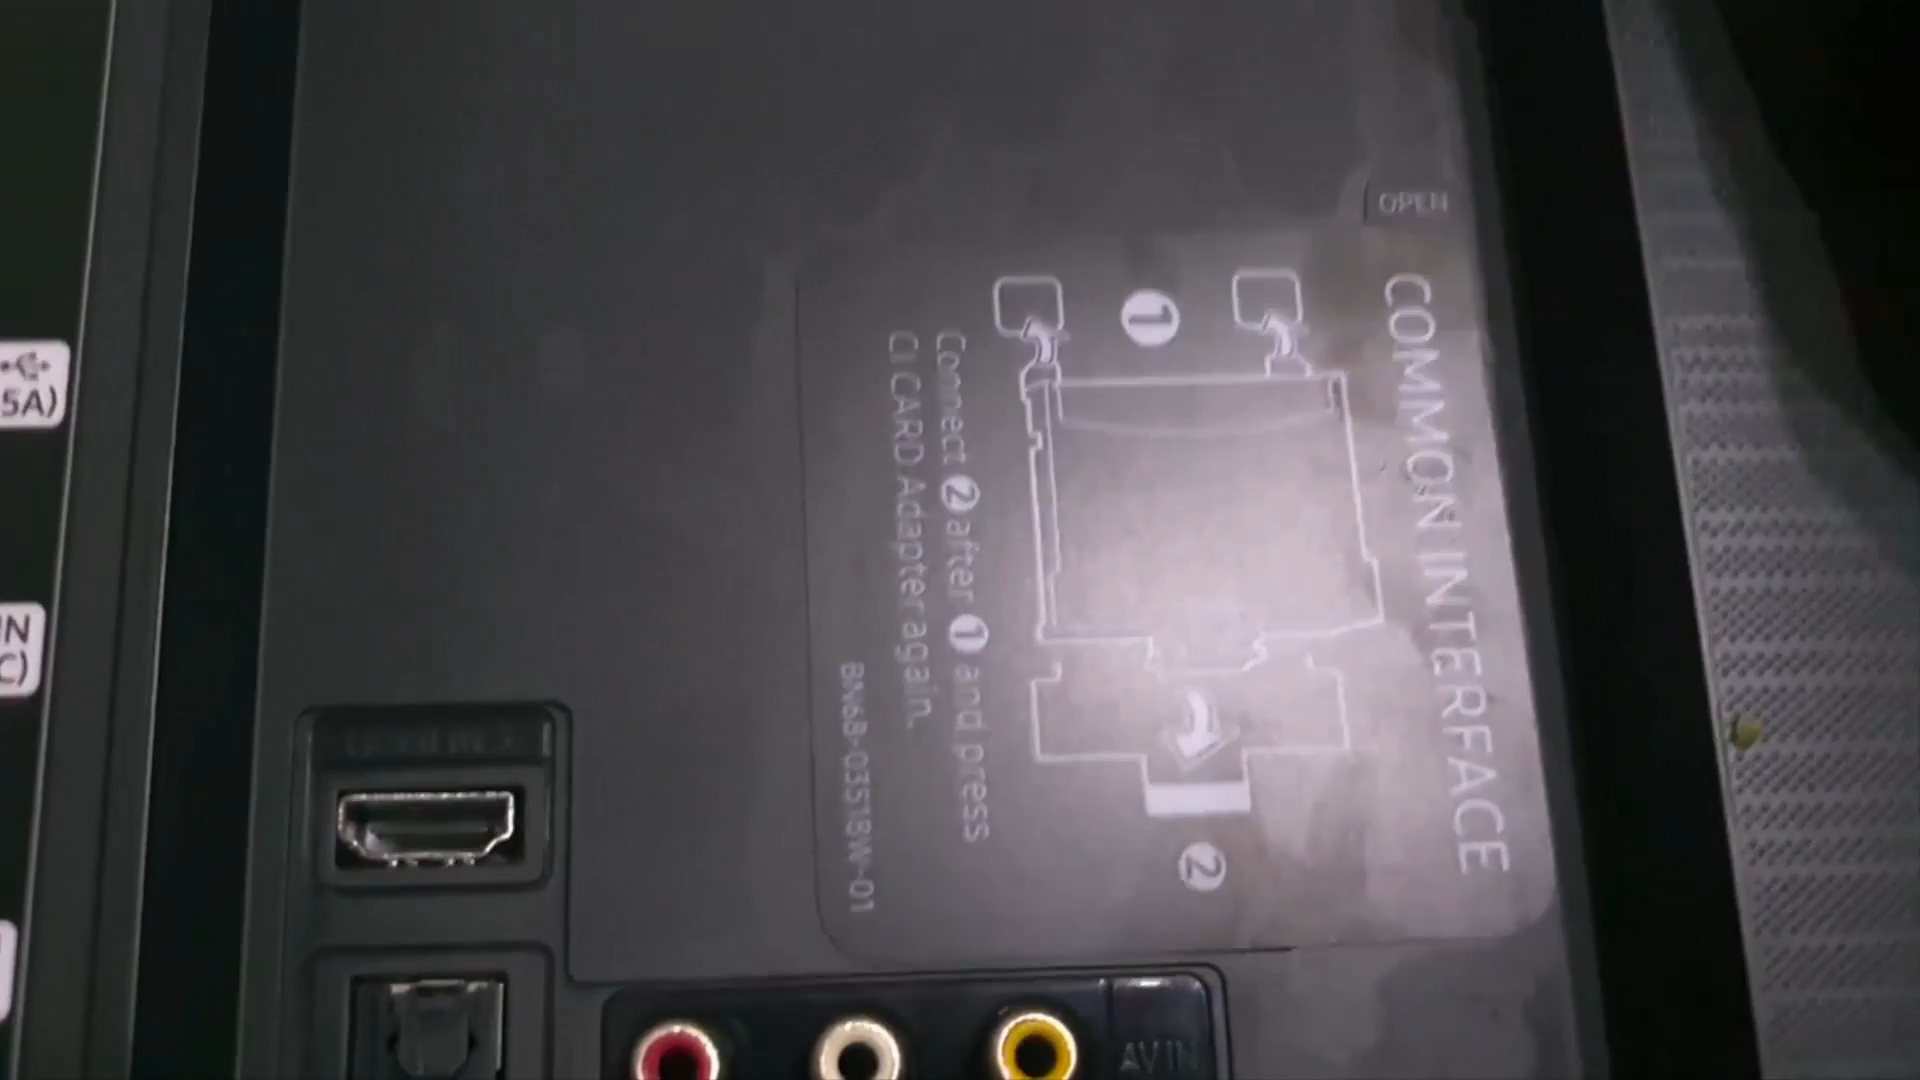 OPEN
COMMON INTERFACE
1
2
Connect 2 after 1 and press
CI CARD Adapter again.
BN68-03518W-01
5A)
IN
C)
AV IN